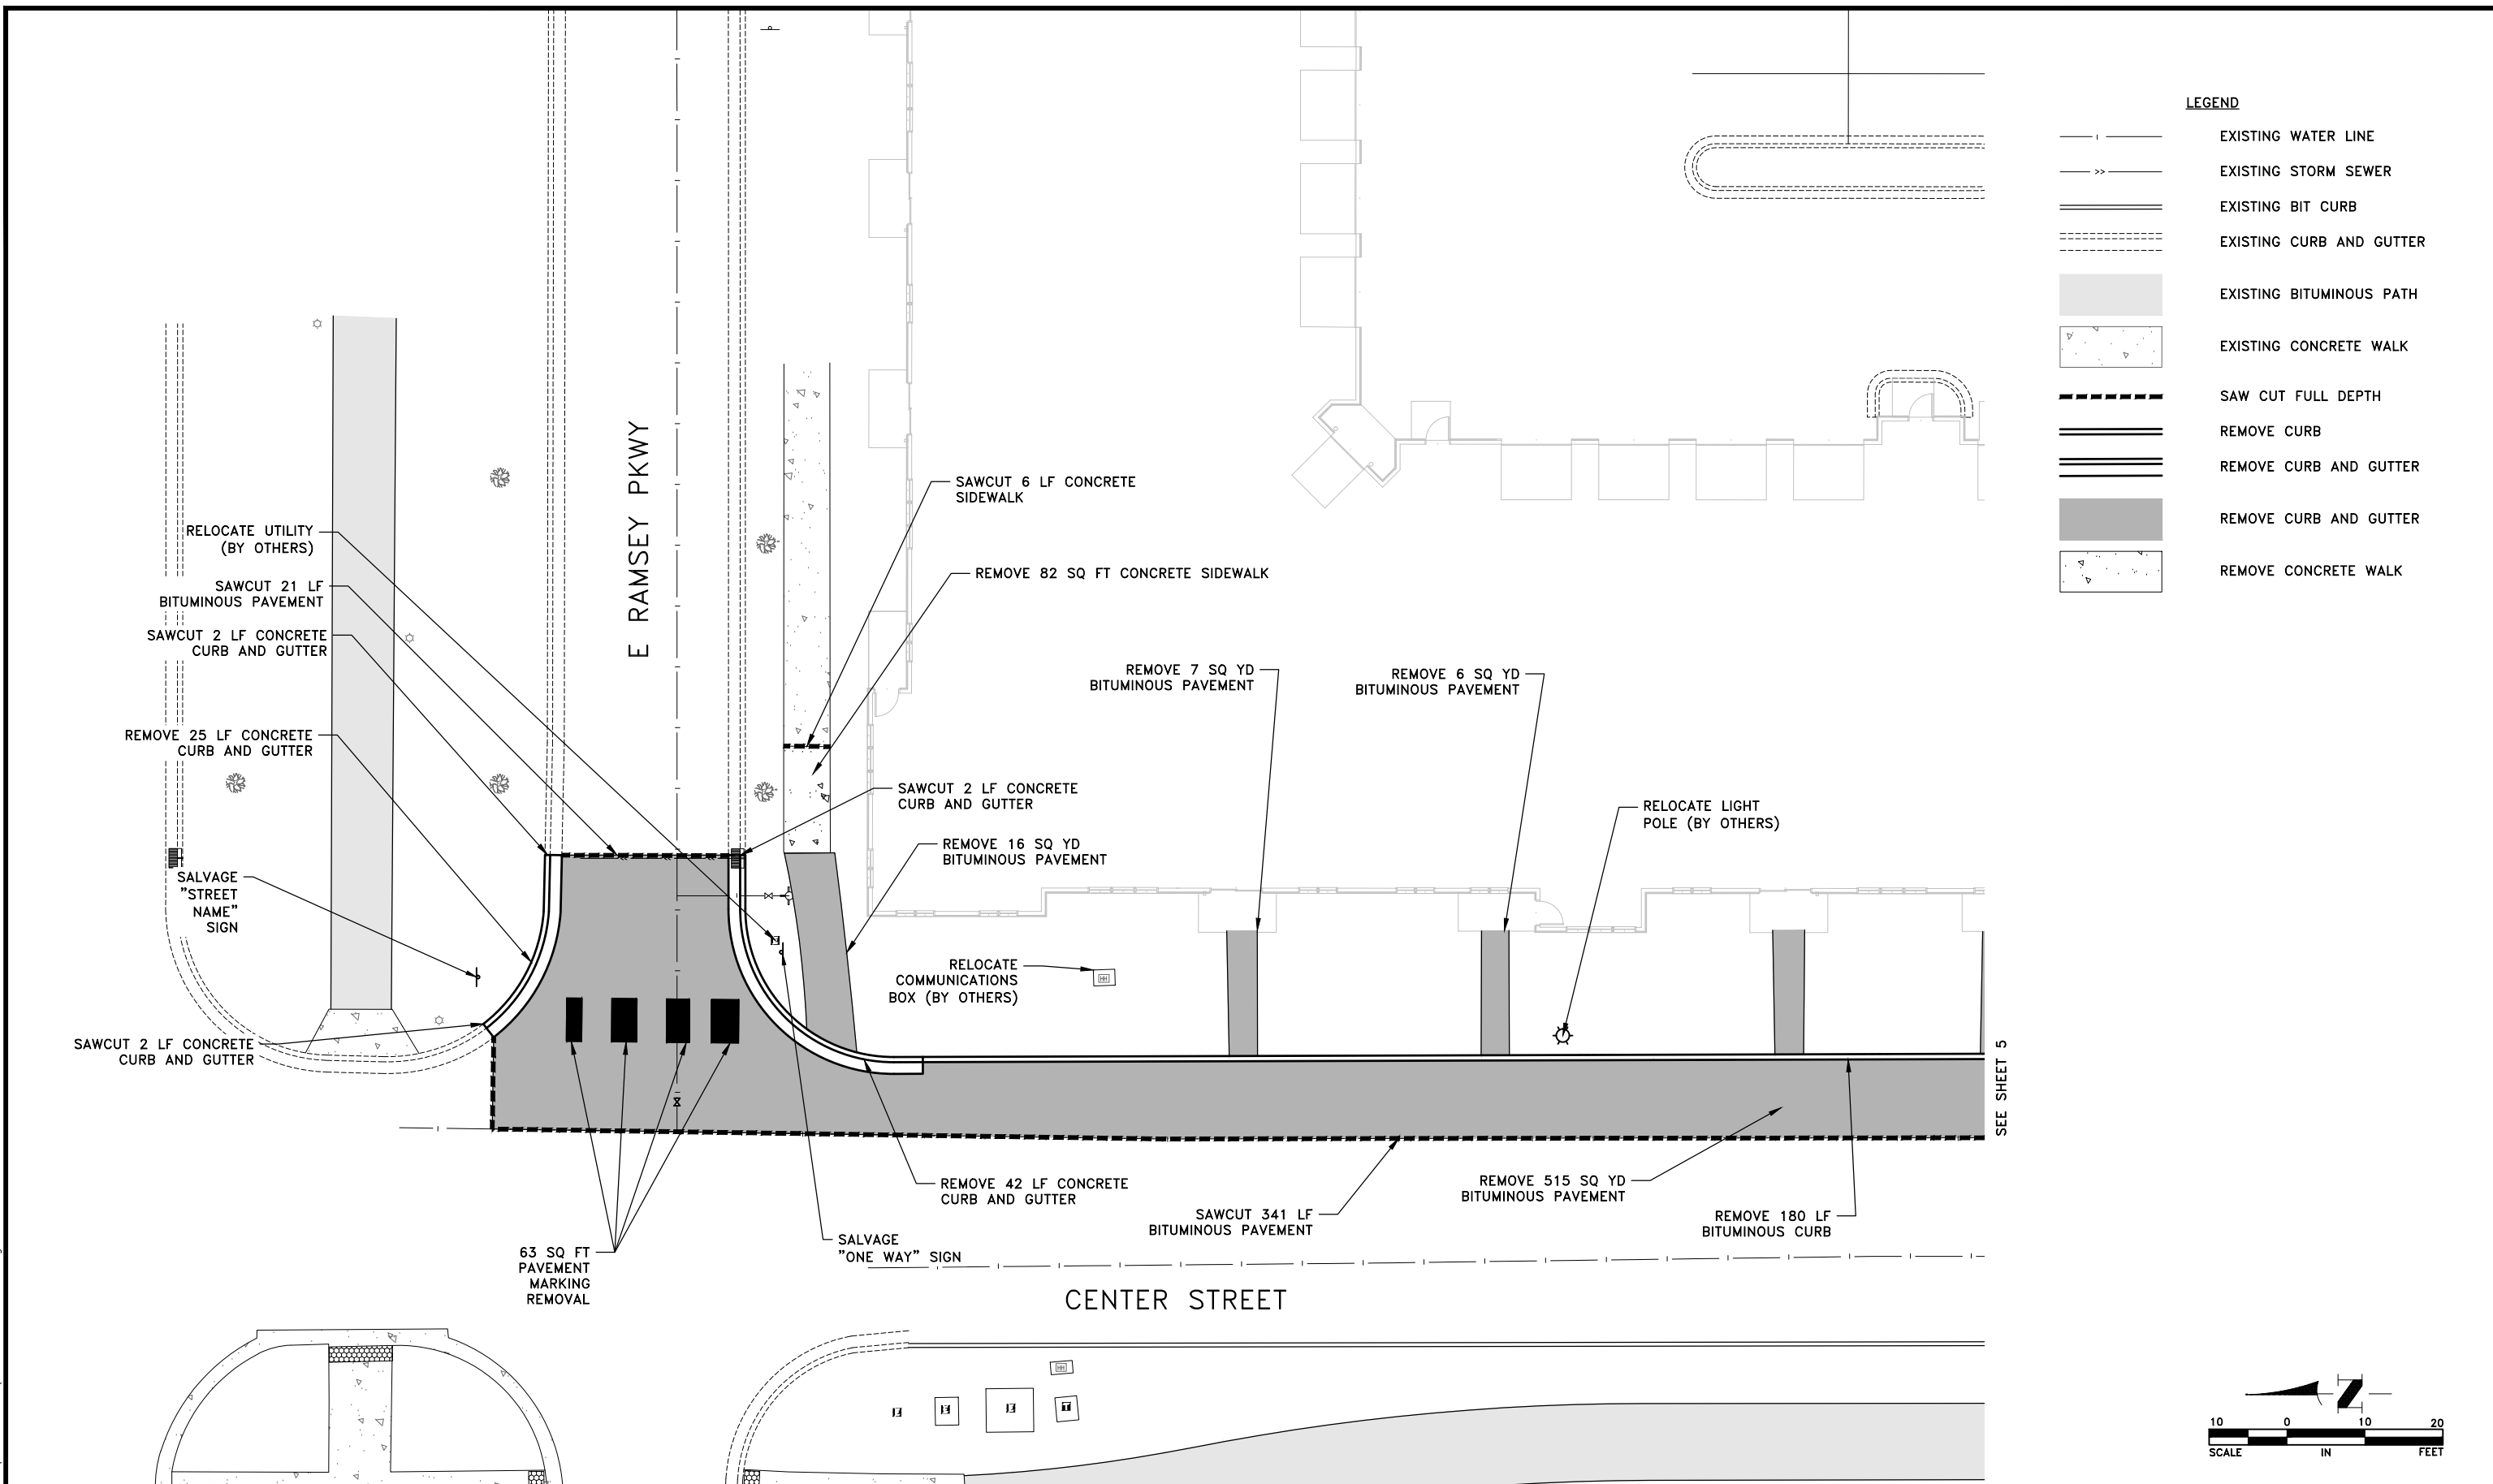 LEGEND
EXISTING WATER LINE
EXISTING STORM SEWER
EXISTING BIT CURB
EXISTING CURB AND GUTTER
EXISTING BITUMINOUS PATH
EXISTING CONCRETE WALK
SAW CUT FULL DEPTH
REMOVE CURB
REMOVE CURB AND GUTTER
REMOVE CURB AND GUTTER
REMOVE CONCRETE WALK
E RAMSEY PKWY
SAWCUT 6 LF CONCRETE
SIDEWALK
RELOCATE UTILITY
(BY OTHERS)
REMOVE 82 SQ FT CONCRETE SIDEWALK
SAWCUT 21 LF
BITUMINOUS PAVEMENT
SAWCUT 2 LF CONCRETE
CURB AND GUTTER
REMOVE 7 SQ YD
BITUMINOUS PAVEMENT
REMOVE 6 SQ YD
BITUMINOUS PAVEMENT
REMOVE 25 LF CONCRETE
CURB AND GUTTER
SAWCUT 2 LF CONCRETE
CURB AND GUTTER
RELOCATE LIGHT
POLE (BY OTHERS)
REMOVE 16 SQ YD
BITUMINOUS PAVEMENT
SALVAGE
"STREET
NAME"
SIGN
RELOCATE
COMMUNICATIONS
BOX (BY OTHERS)
SAWCUT 2 LF CONCRETE
CURB AND GUTTER
SEE SHEET 5
REMOVE 42 LF CONCRETE
CURB AND GUTTER
REMOVE 515 SQ YD
BITUMINOUS PAVEMENT
SAWCUT 341 LF
BITUMINOUS PAVEMENT
REMOVE 180 LF
BITUMINOUS CURB
SALVAGE
"ONE WAY" SIGN
63 SQ FT
PAVEMENT
MARKING
REMOVAL
CENTER STREET
E
E
E
T
Z
10 0 10 20
SCALE IN FEET